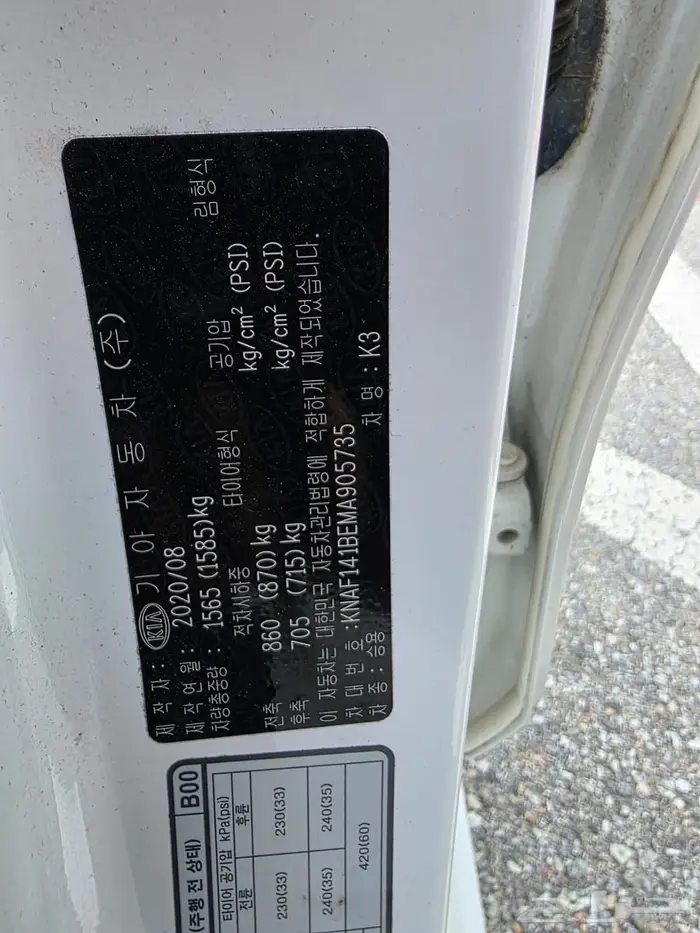 제 작 자 : KIA 기 아 자 동 차 (주)
제 작 연 월 : 2020/08
차량총중량 : 1565 (1585)kg
적차시하중 타이어형식 공기압 림형식
전축 860 (870)kg kg/cm² (PSI)
후축 705 (715)kg kg/cm² (PSI)
이 자동차는 대한민국 자동차관리법령에 적합하게 제작되었습니다.
차 대 번 호 :KNAF141BEMA905735
차 종 : 승용 차 명 : K3
(주행 전 상태) B00
타이어 공기압 kPa(psi)
전륜 후륜
230(33) 230(33)
240(35) 240(35)
420(60)